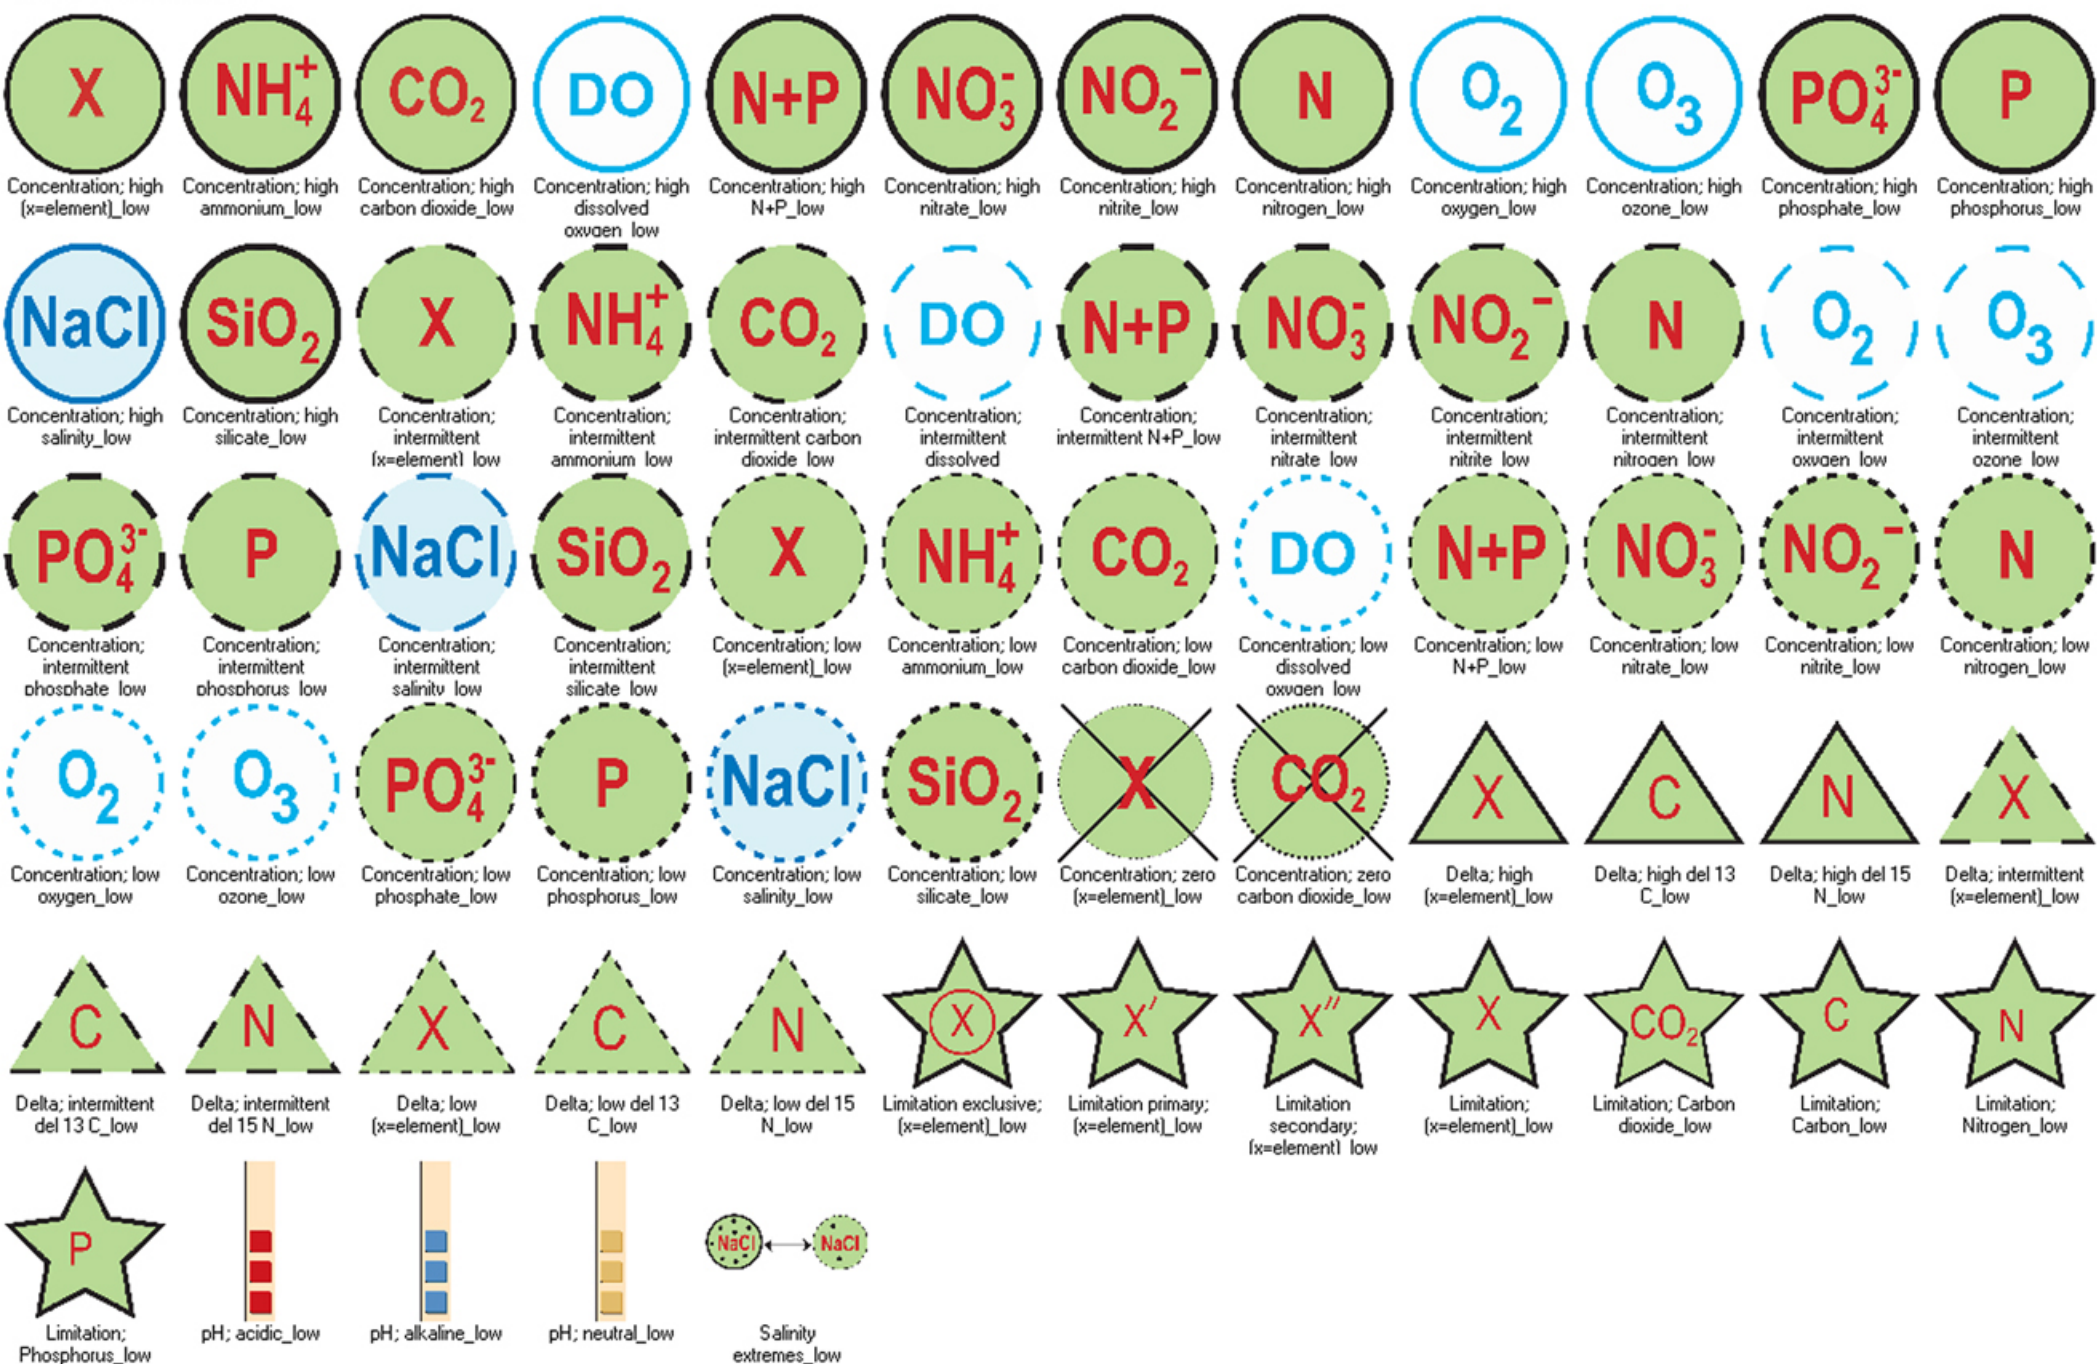 X NH₄⁺ CO₂ DO N+P NO₃⁻ NO₂⁻ N O₂ O₃ PO₄³⁻ P
Concentration; high Concentration; high Concentration; high Concentration; high Concentration; high Concentration; high Concentration; high Concentration; high Concentration; high Concentration; high Concentration; high Concentration; high
(x=element)_low ammonium_low carbon dioxide_low dissolved N+P_low nitrate_low nitrite_low nitrogen_low oxygen_low ozone_low phosphate_low phosphorus_low
oxygen_low
NaCl SiO₂ X NH₄⁺ CO₂ DO N+P NO₃⁻ NO₂⁻ N O₂ O₃
Concentration; high Concentration; high Concentration; Concentration; Concentration; Concentration; Concentration; Concentration; Concentration; Concentration; Concentration; Concentration;
salinity_low silicate_low intermittent intermittent intermittent carbon intermittent intermittent N+P_low intermittent intermittent intermittent intermittent intermittent
(x=element)_low ammonium_low dioxide_low dissolved nitrate_low nitrite_low nitrogen_low oxygen_low ozone_low
PO₄³⁻ P NaCl SiO₂ X NH₄⁺ CO₂ DO N+P NO₃⁻ NO₂⁻ N
Concentration; Concentration; Concentration; Concentration; Concentration; low Concentration; low Concentration; low Concentration; low Concentration; low Concentration; low Concentration; low Concentration; low
intermittent intermittent intermittent intermittent (x=element)_low ammonium_low carbon dioxide_low dissolved N+P_low nitrate_low nitrite_low nitrogen_low
phosphate_low phosphorus_low salinity_low silicate_low oxygen_low
O₂ O₃ PO₄³⁻ P NaCl SiO₂ X CO₂ X C N X
Concentration; low Concentration; low Concentration; low Concentration; low Concentration; low Concentration; low Concentration; zero Concentration; zero Delta; high Delta; high del 13 Delta; high del 15 Delta; intermittent
oxygen_low ozone_low phosphate_low phosphorus_low salinity_low silicate_low (x=element)_low carbon dioxide_low (x=element)_low C_low N_low (x=element)_low
C N X C N X X′ X″ X CO₂ C N
Delta; intermittent Delta; intermittent Delta; low Delta; low del 13 Delta; low del 15 Limitation exclusive; Limitation primary; Limitation Limitation; Limitation; Carbon Limitation; Limitation;
del 13 C_low del 15 N_low (x=element)_low C_low N_low (x=element)_low (x=element)_low secondary; (x=element)_low dioxide_low Carbon_low Nitrogen_low
(x=element)_low
P NaCl NaCl
Limitation; pH; acidic_low pH; alkaline_low pH; neutral_low Salinity
Phosphorus_low extremes_low